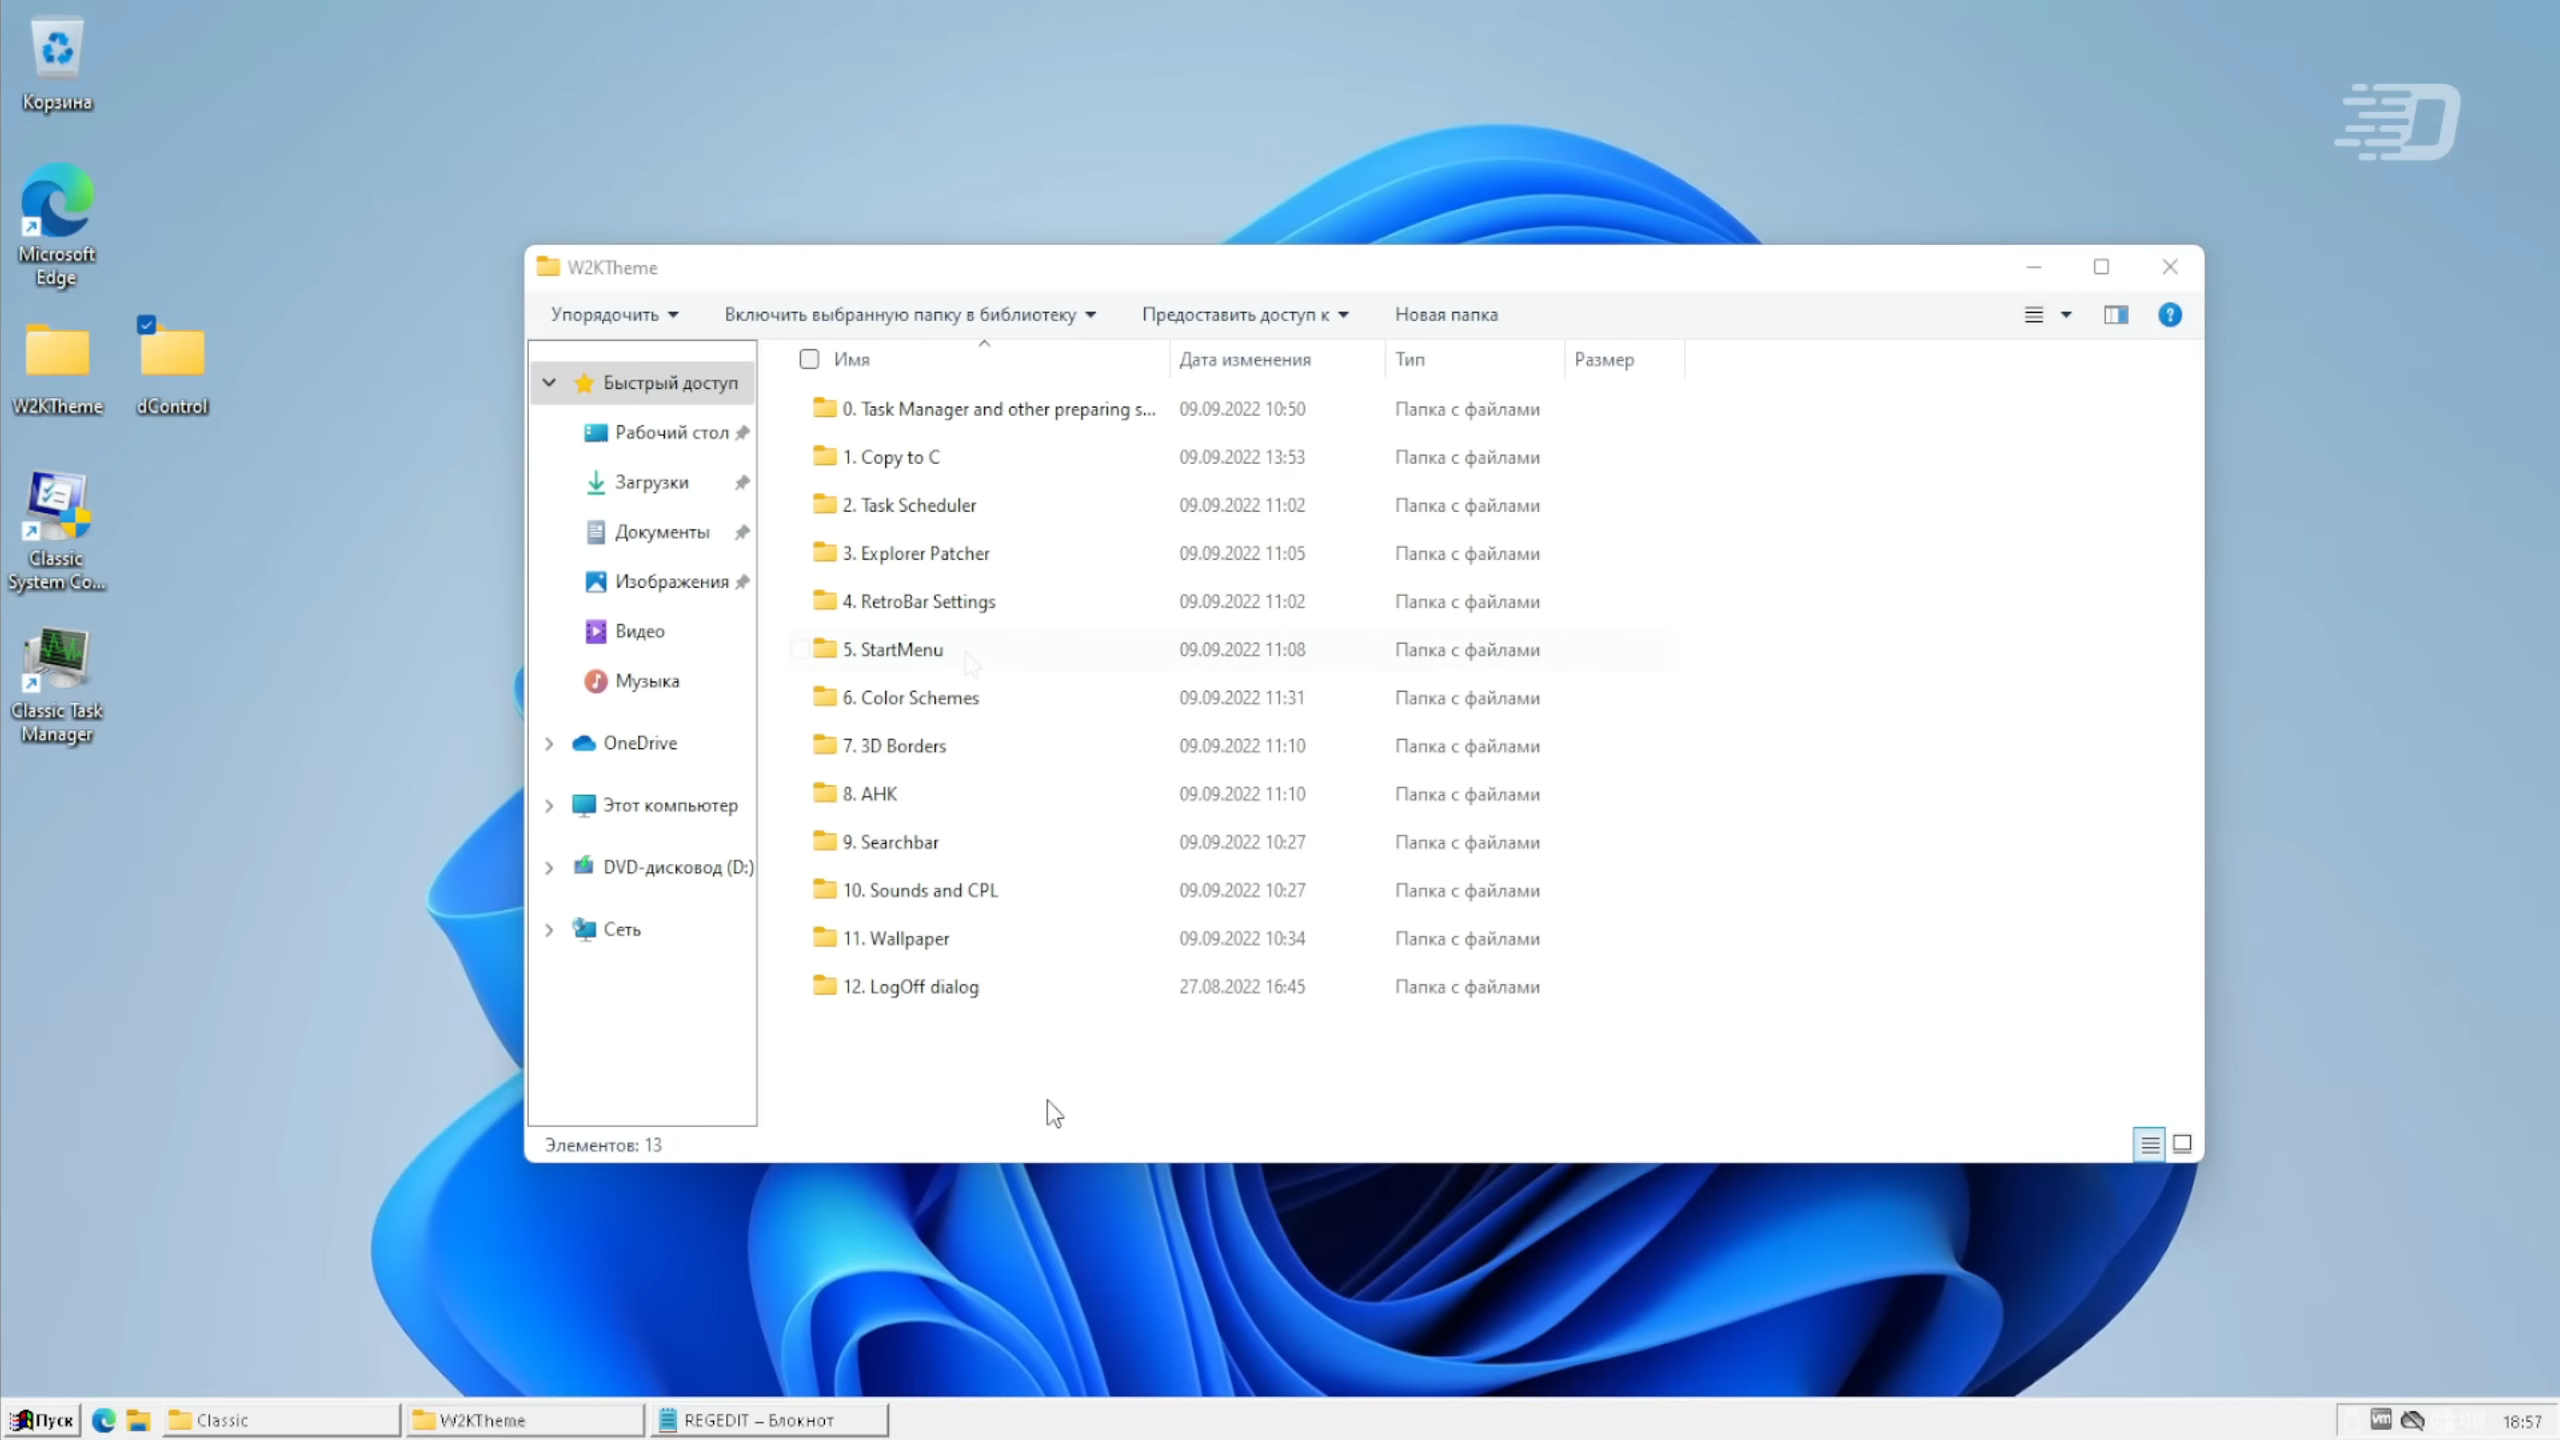 Корзина
Microsoft
Edge
W2KTheme
dControl
Classic
System Co...
Classic Task
Manager
W2KTheme
Упорядочить
Включить выбранную папку в библиотеку
Предоставить доступ к
Новая папка
Быстрый доступ
Рабочий стол
Загрузки
Документы
Изображения
Видео
Музыка
OneDrive
Этот компьютер
DVD-дисковод (D:)
Сеть
Имя Дата изменения Тип Размер
0. Task Manager and other preparing s... 09.09.2022 10:50 Папка с файлами
1. Copy to C 09.09.2022 13:53 Папка с файлами
2. Task Scheduler 09.09.2022 11:02 Папка с файлами
3. Explorer Patcher 09.09.2022 11:05 Папка с файлами
4. RetroBar Settings 09.09.2022 11:02 Папка с файлами
5. StartMenu 09.09.2022 11:08 Папка с файлами
6. Color Schemes 09.09.2022 11:31 Папка с файлами
7. 3D Borders 09.09.2022 11:10 Папка с файлами
8. AHK 09.09.2022 11:10 Папка с файлами
9. Searchbar 09.09.2022 10:27 Папка с файлами
10. Sounds and CPL 09.09.2022 10:27 Папка с файлами
11. Wallpaper 09.09.2022 10:34 Папка с файлами
12. LogOff dialog 27.08.2022 16:45 Папка с файлами
Элементов: 13
Пуск
Classic
W2KTheme
REGEDIT – Блокнот
vm
18:57